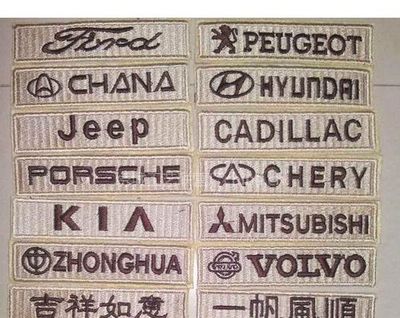 Ford
PEUGEOT
CHANA
HYUNDAI
Jeep
CADILLAC
PORSCHE
CHERY
KIA
MITSUBISHI
ZHONGHUA
VOLVO
吉祥如意
一帆風順